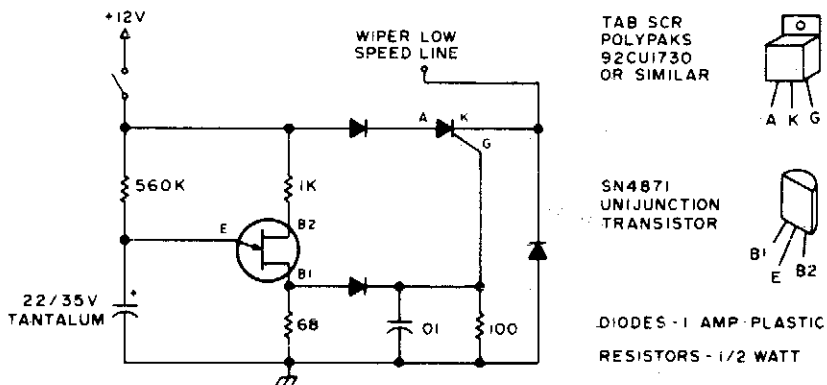 +12V
WIPER LOW
SPEED LINE
TAB SCR
POLYPAKS
92CU1730
OR SIMILAR
A K G
A K
G
560K
1K
E
B2
B1
SN4871
UNIJUNCTION
TRANSISTOR
B1
E
B2
+
22/35V
TANTALUM
68
01
100
DIODES - 1 AMP PLASTIC
RESISTORS - 1/2 WATT